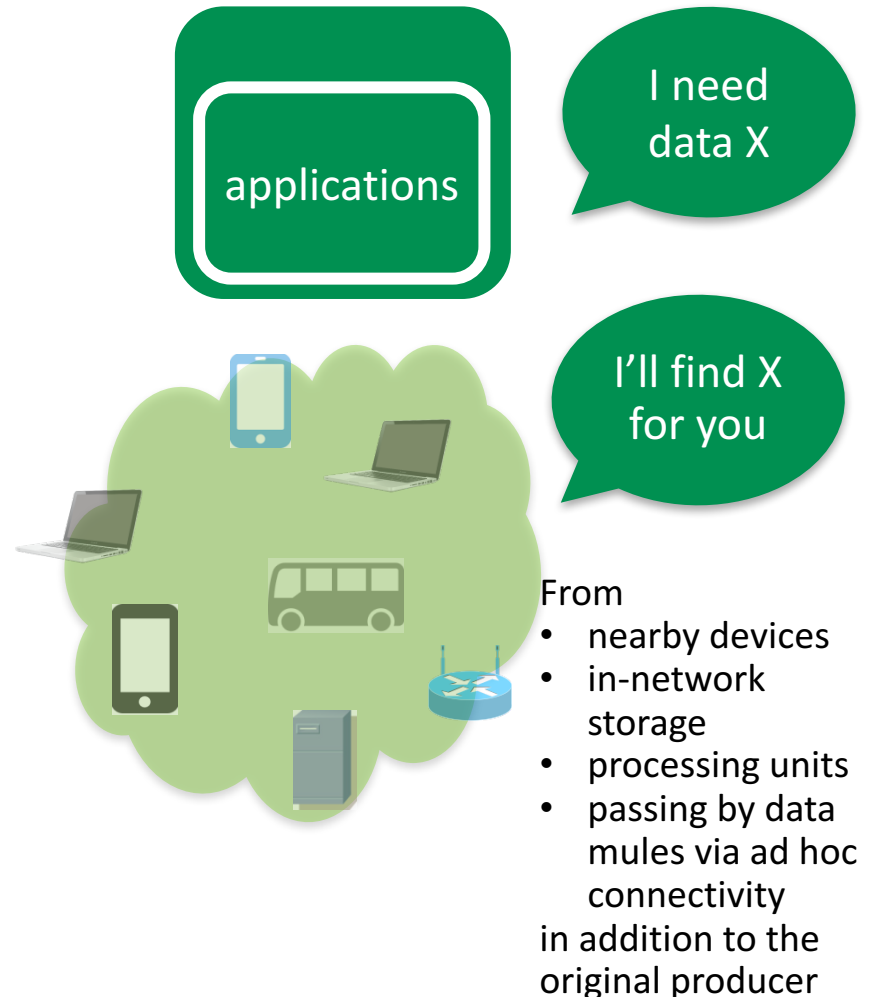 applications
I need
data X
I’ll find X
for you
From
• nearby devices
• in-network
storage
• processing units
• passing by data
mules via ad hoc
connectivity
in addition to the
original producer